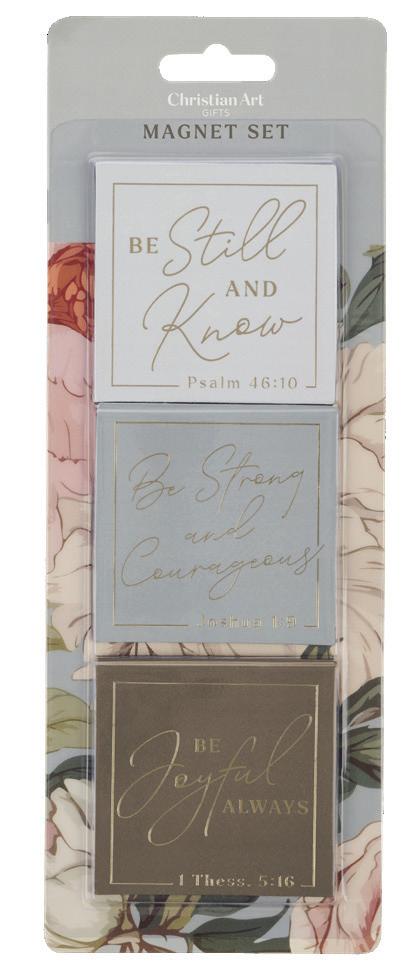 Christian Art
GIFTS
MAGNET SET
BE Still
AND
Know
Psalm 46:10
Be Strong
and
Courageous
Joshua 1:9
BE
Joyful
ALWAYS
1 Thess. 5:16